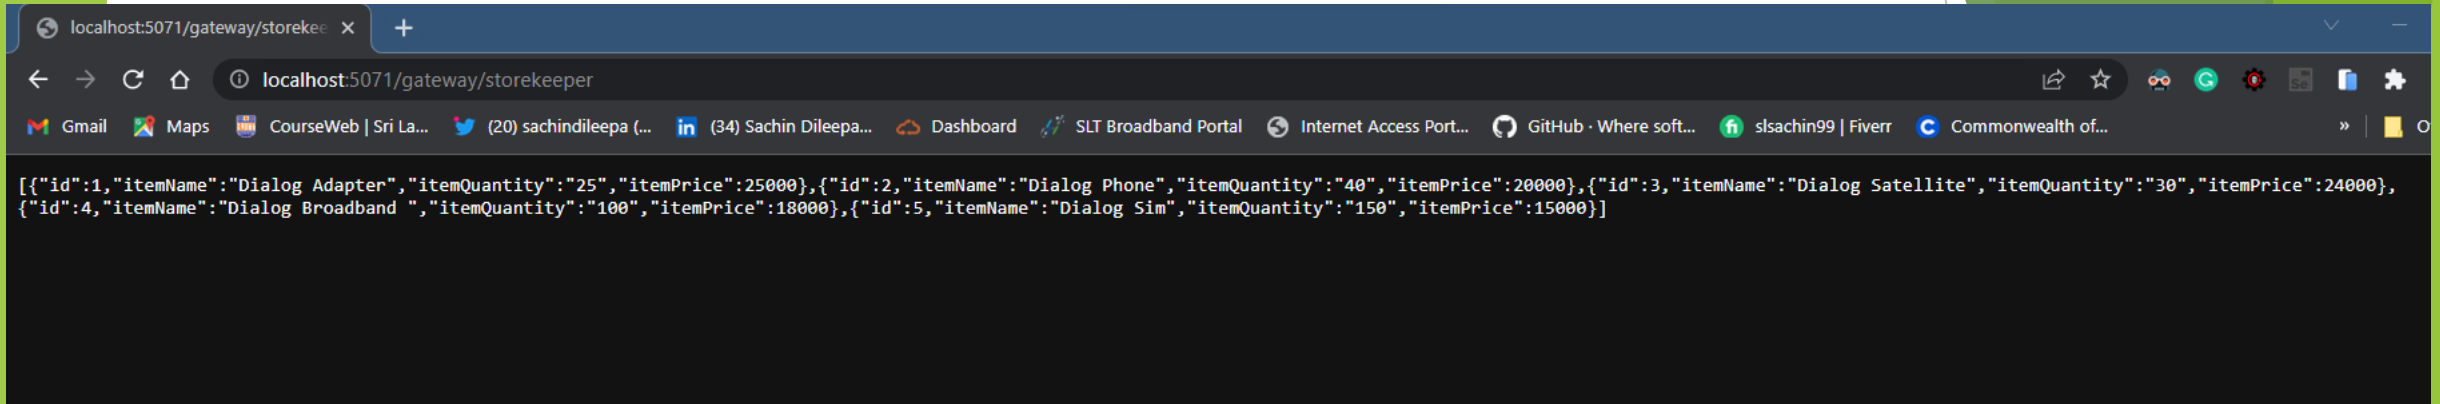 localhost:5071/gateway/storekee
localhost:5071/gateway/storekeeper
Gmail Maps CourseWeb | Sri La... (20) sachindileepa (... (34) Sachin Dileepa... Dashboard SLT Broadband Portal Internet Access Port... GitHub · Where soft... slsachin99 | Fiverr Commonwealth of... »
[{"id":1,"itemName":"Dialog Adapter","itemQuantity":"25","itemPrice":25000},{"id":2,"itemName":"Dialog Phone","itemQuantity":"40","itemPrice":20000},{"id":3,"itemName":"Dialog Satellite","itemQuantity":"30","itemPrice":24000},
{"id":4,"itemName":"Dialog Broadband ","itemQuantity":"100","itemPrice":18000},{"id":5,"itemName":"Dialog Sim","itemQuantity":"150","itemPrice":15000}]